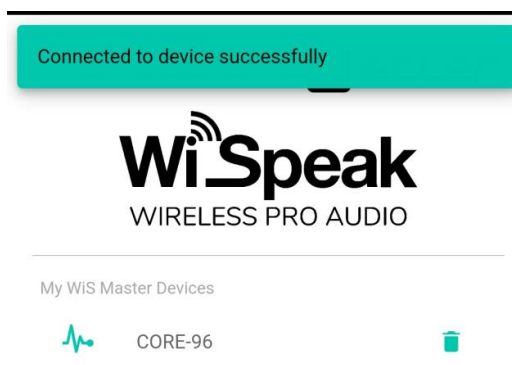 Connected to device successfully
WiSpeak
WIRELESS PRO AUDIO
My WiS Master Devices
CORE-96